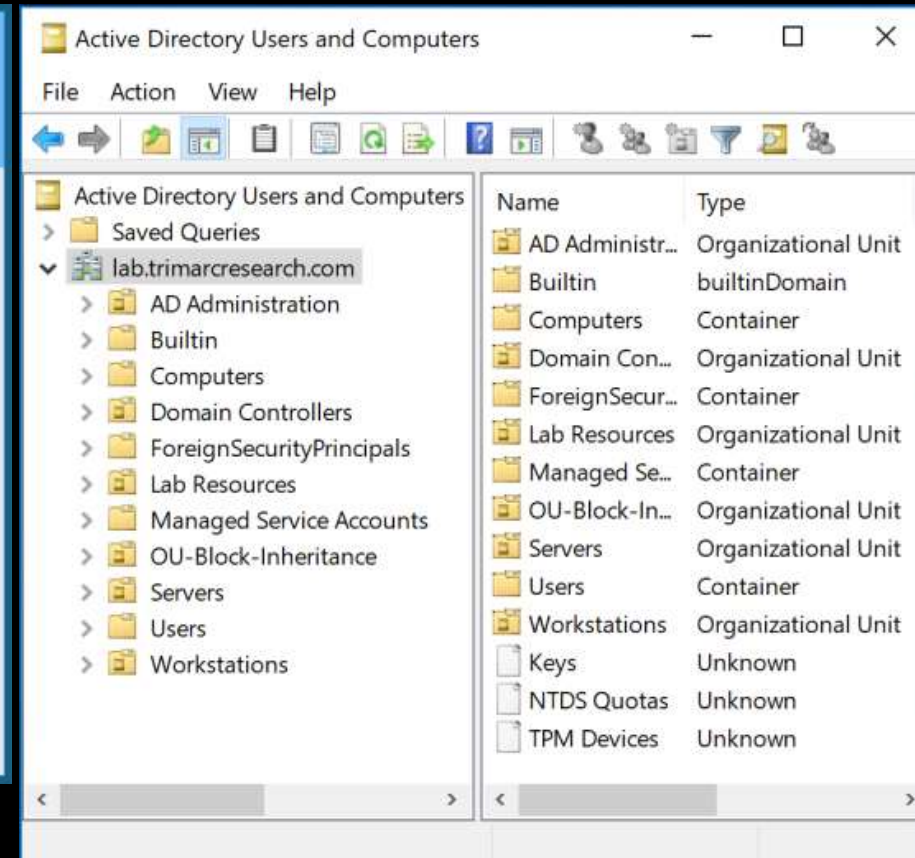 Active Directory Users and Computers
File Action View Help
Active Directory Users and Computers
Saved Queries
lab.trimarcresearch.com
AD Administration
Builtin
Computers
Domain Controllers
ForeignSecurityPrincipals
Lab Resources
Managed Service Accounts
OU-Block-Inheritance
Servers
Users
Workstations
Name Type
AD Administr... Organizational Unit
Builtin builtinDomain
Computers Container
Domain Con... Organizational Unit
ForeignSecur... Container
Lab Resources Organizational Unit
Managed Se... Container
OU-Block-In... Organizational Unit
Servers Organizational Unit
Users Container
Workstations Organizational Unit
Keys Unknown
NTDS Quotas Unknown
TPM Devices Unknown